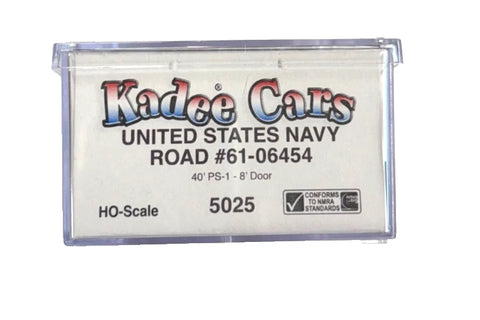 Kadee® Cars
UNITED STATES NAVY
ROAD #61-06454
40' PS-1 - 8' Door
HO-Scale
5025
CONFORMS
TO NMRA
STANDARDS